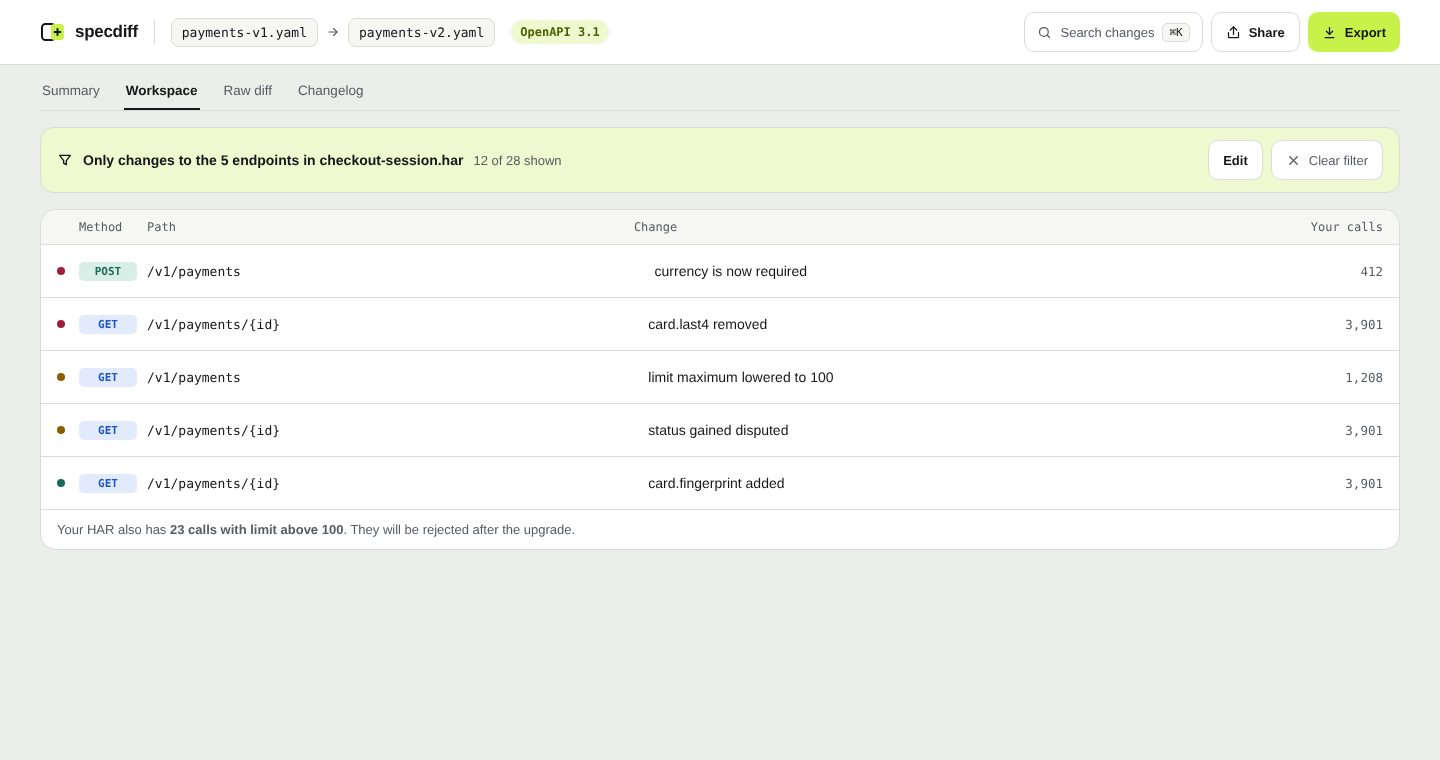 specdiff payments-v1.yaml → payments-v2.yaml OpenAPI 3.1 Search changes ⌘K Share Export
Summary Workspace Raw diff Changelog
Only changes to the 5 endpoints in checkout-session.har 12 of 28 shown Edit Clear filter
Method Path Change Your calls
POST /v1/payments currency is now required 412
GET /v1/payments/{id} card.last4 removed 3,901
GET /v1/payments limit maximum lowered to 100 1,208
GET /v1/payments/{id} status gained disputed 3,901
GET /v1/payments/{id} card.fingerprint added 3,901
Your HAR also has 23 calls with limit above 100. They will be rejected after the upgrade.